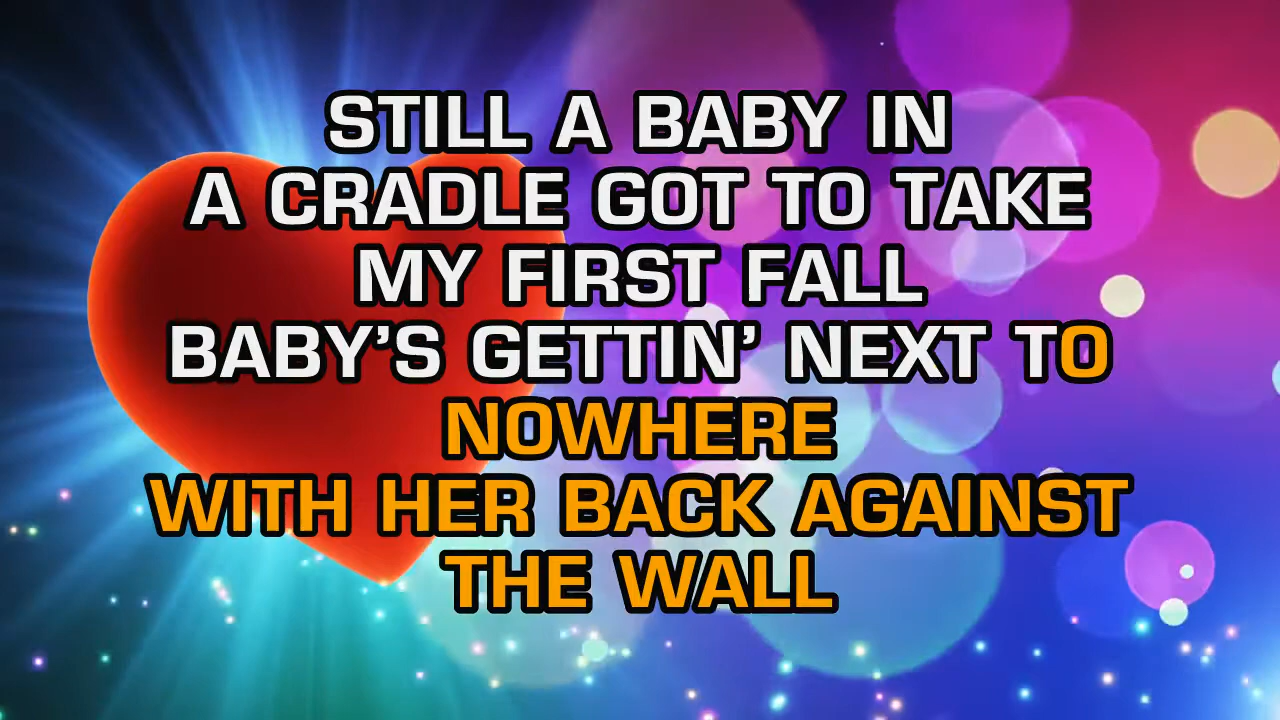 STILL A BABY IN
A CRADLE GOT TO TAKE
MY FIRST FALL
BABY'S GETTIN' NEXT TO
NOWHERE
WITH HER BACK AGAINST
THE WALL